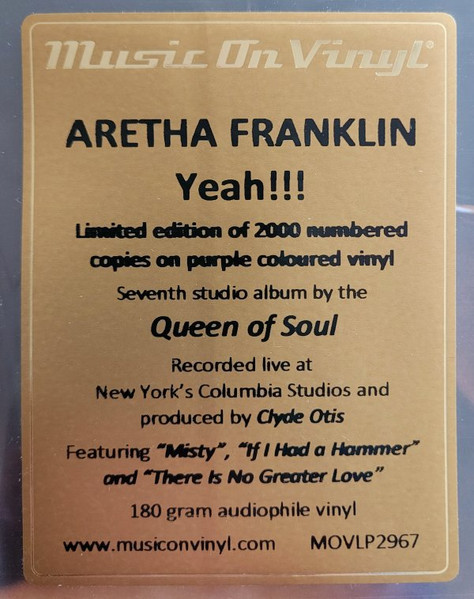 Music On Vinyl®
ARETHA FRANKLIN
Yeah!!!
Limited edition of 2000 numbered
copies on purple coloured vinyl
Seventh studio album by the
Queen of Soul
Recorded live at
New York's Columbia Studios and
produced by Clyde Otis
Featuring "Misty", "If I Had a Hammer"
and "There Is No Greater Love"
180 gram audiophile vinyl
www.musiconvinyl.com MOVLP2967